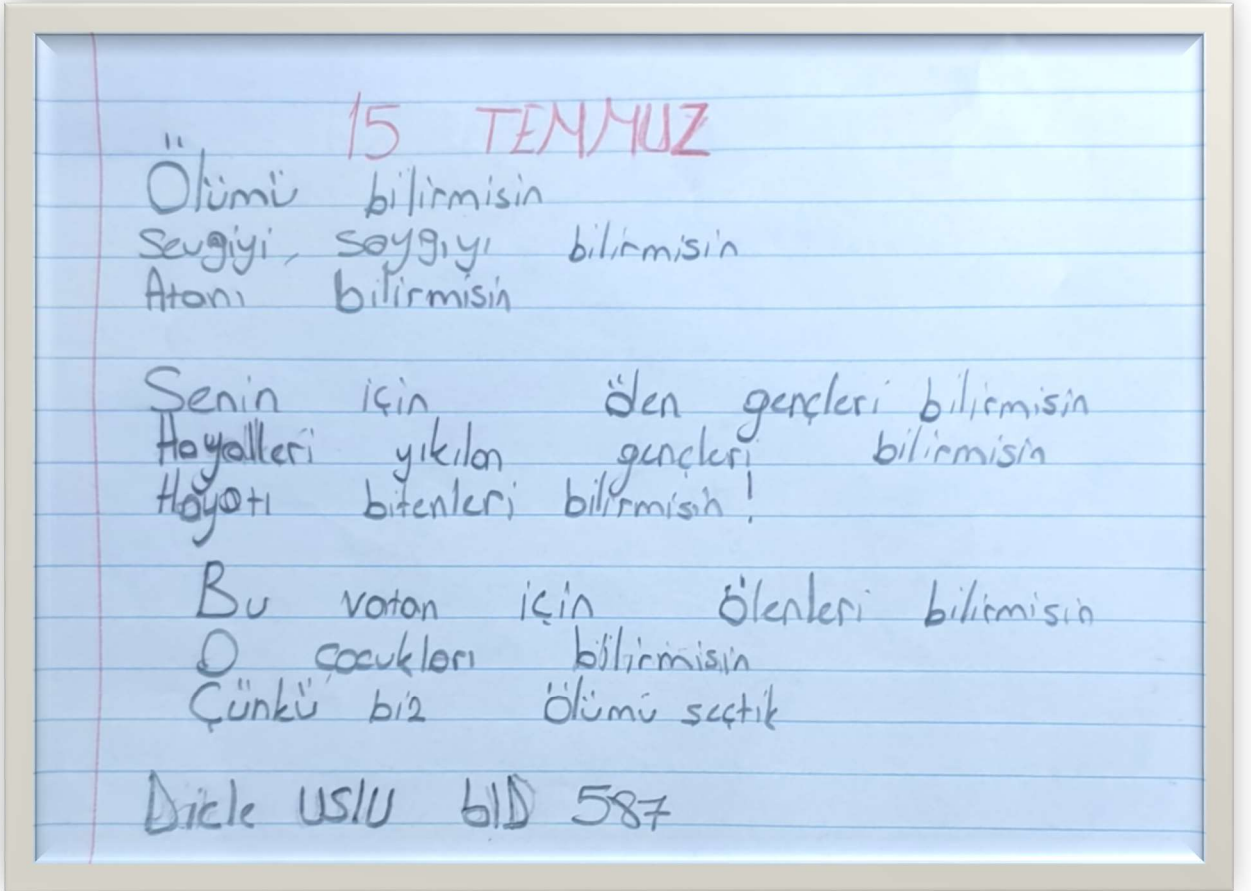 15 TEMMUZ
Ölümü bilirmisin
Sevgiyi, saygıyı bilirmisin
Atanı bilirmisin
Senin için ölen gençleri bilirmisin
Hayalleri yıkılan gençleri bilirmisin
Hayatı bitenleri bilirmisin!
Bu vatan için ölenleri bilirmisin
O çocukları bilirmisin
Çünkü biz ölümü seçtik
Dicle USLU 6/D 587